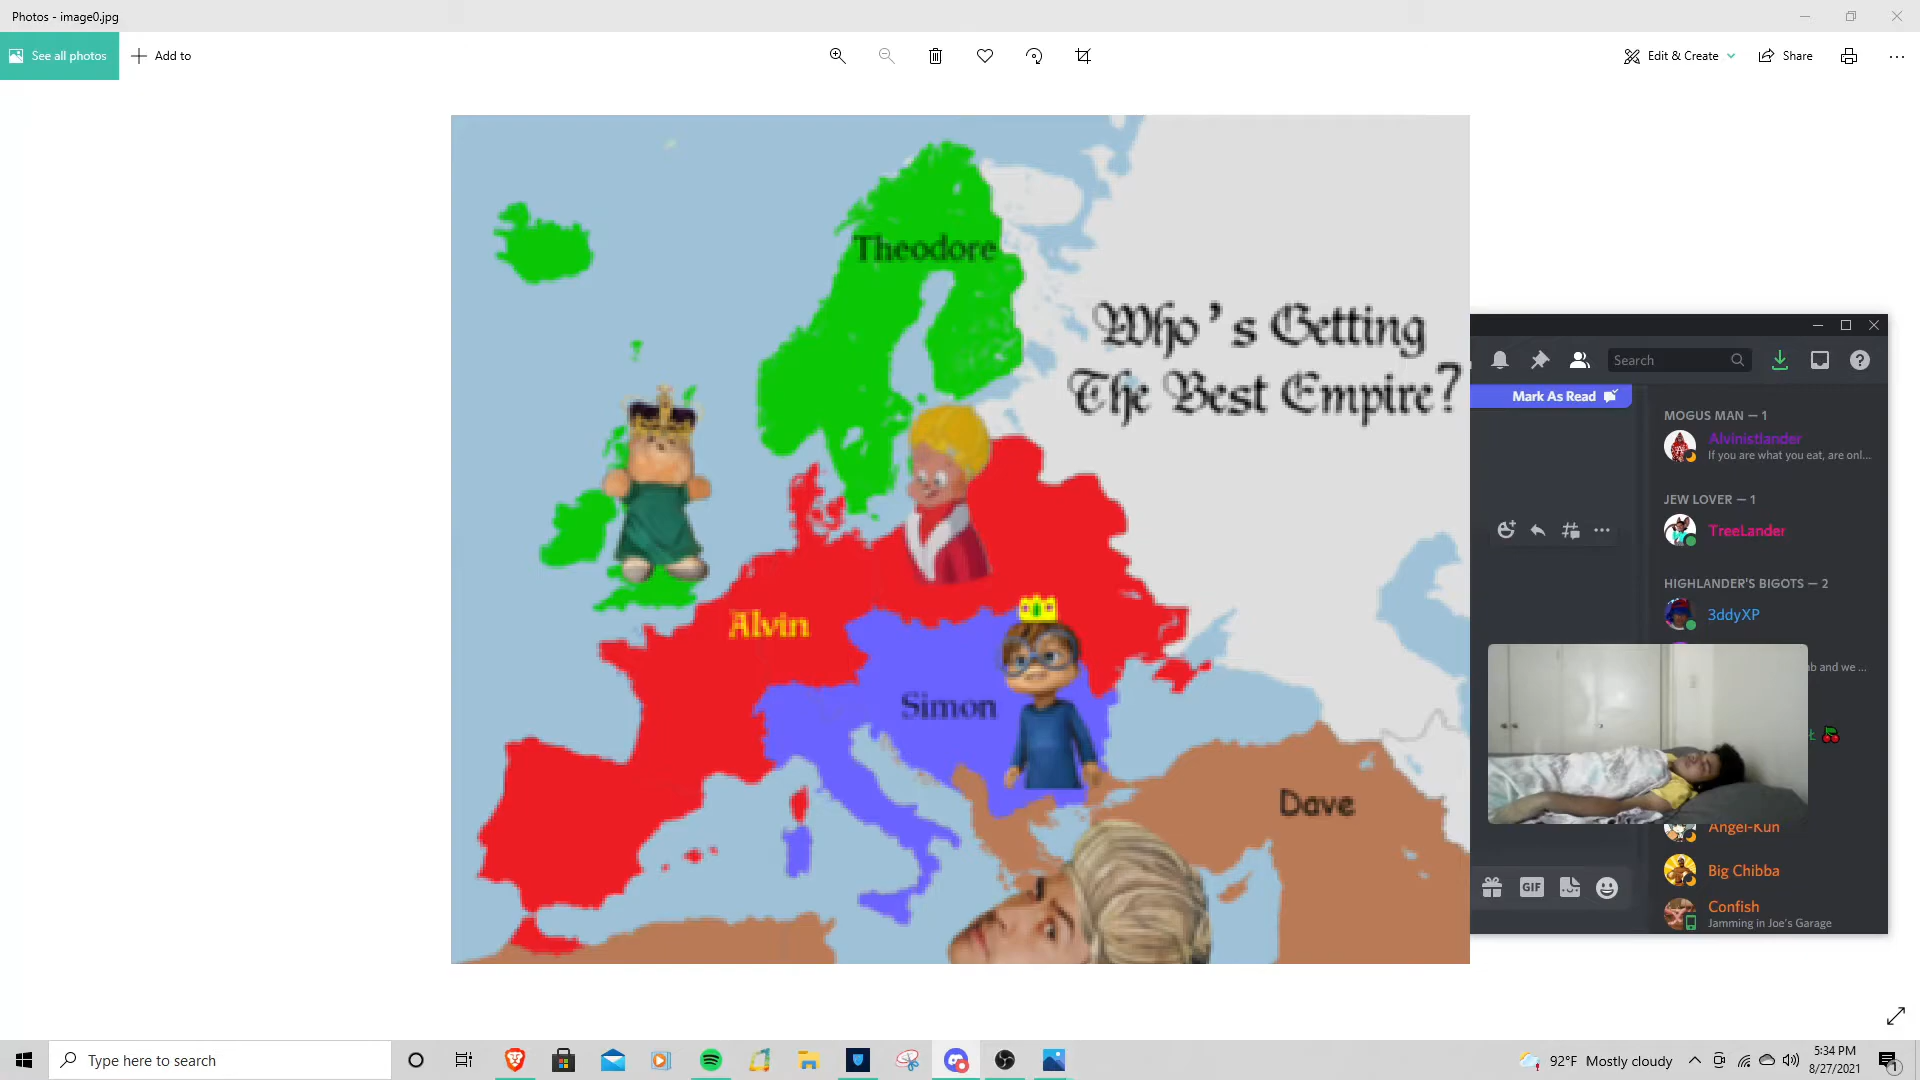 Photos - image0.jpg
See all photos
Add to
Edit & Create
Share
Theodore
Who's Getting
The Best Empire?
Alvin
Simon
Dave
Search
Mark As Read
MOGUS MAN — 1
Alvinistlander
If you are what you eat, are onl...
JEW LOVER — 1
TreeLander
HIGHLANDER'S BIGOTS — 2
3ddyXP
and we ...
Angel-Kun
Big Chibba
GIF
Confish
Jamming in Joe's Garage
Type here to search
92°F Mostly cloudy
5:34 PM
8/27/2021
1